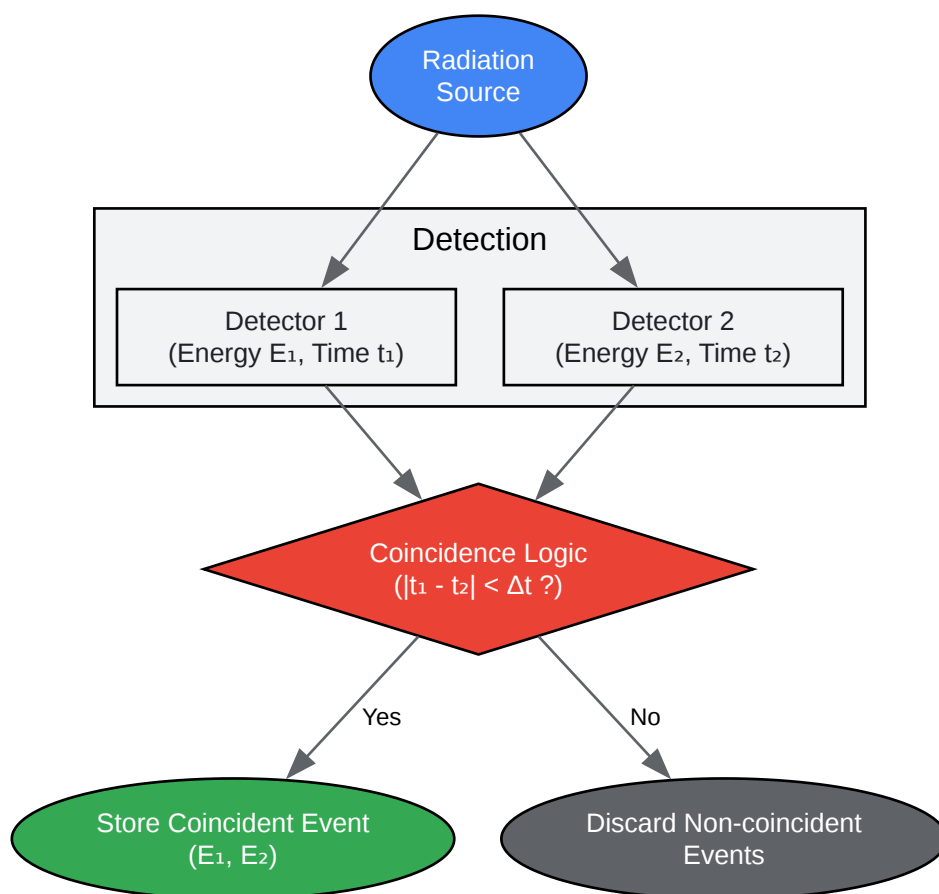 Radiation
Source
Detection
Detector 1
(Energy E₁, Time t₁)
Detector 2
(Energy E₂, Time t₂)
Coincidence Logic
(|t₁ - t₂| < Δt ?)
Yes
No
Store Coincident Event
(E₁, E₂)
Discard Non-coincident
Events